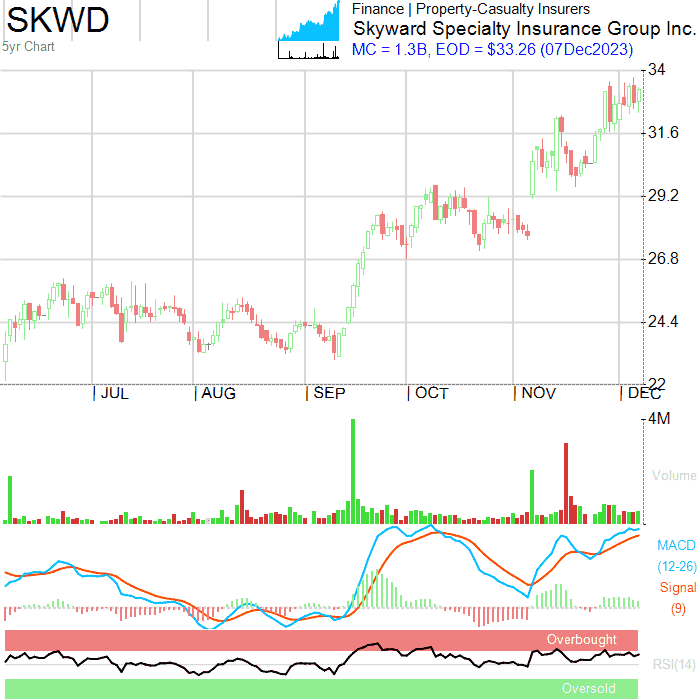 SKWD
5yr Chart
Finance | Property-Casualty Insurers
Skyward Specialty Insurance Group Inc.
MC = 1.3B, EOD = $33.26 (07Dec2023)
34
31.6
29.2
26.8
24.4
22
| JUL | AUG | SEP | OCT | NOV | DEC
4M
Volume
MACD
(12-26)
Signal
(9)
Overbought
RSI(14)
Oversold